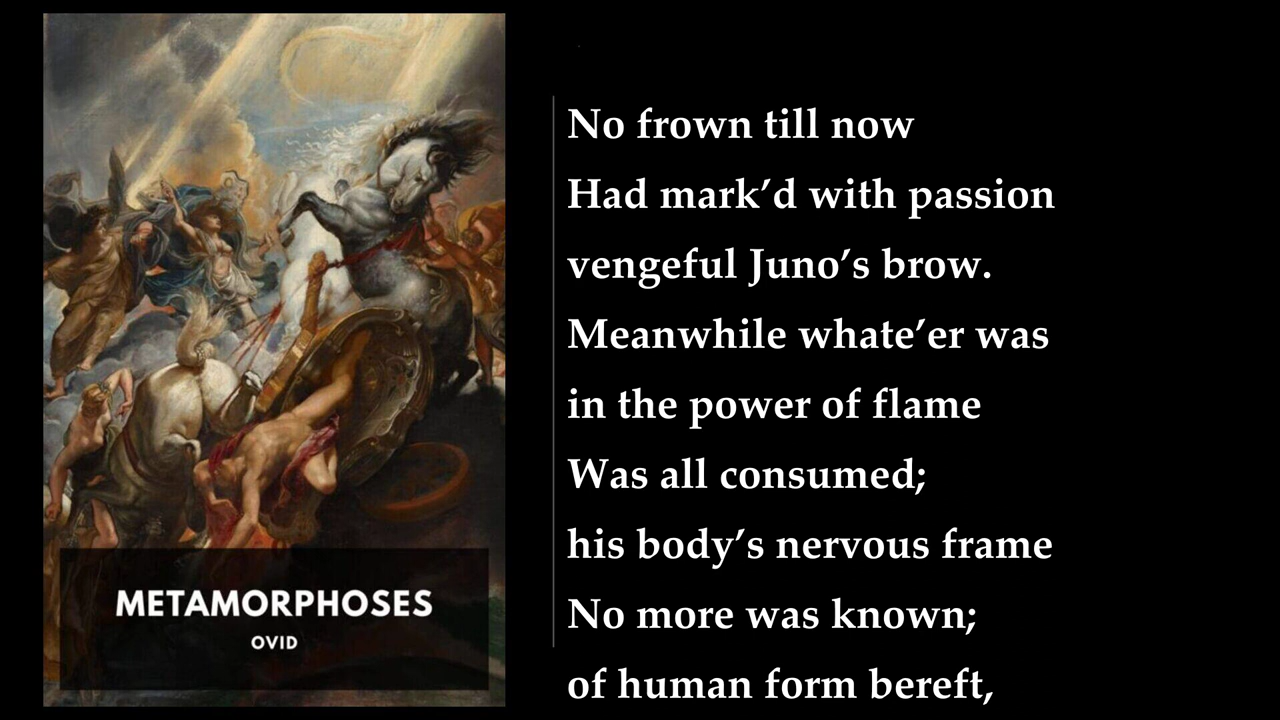 METAMORPHOSES
OVID
No frown till now
Had mark’d with passion
vengeful Juno’s brow.
Meanwhile whate’er was
in the power of flame
Was all consumed;
his body’s nervous frame
No more was known;
of human form bereft,